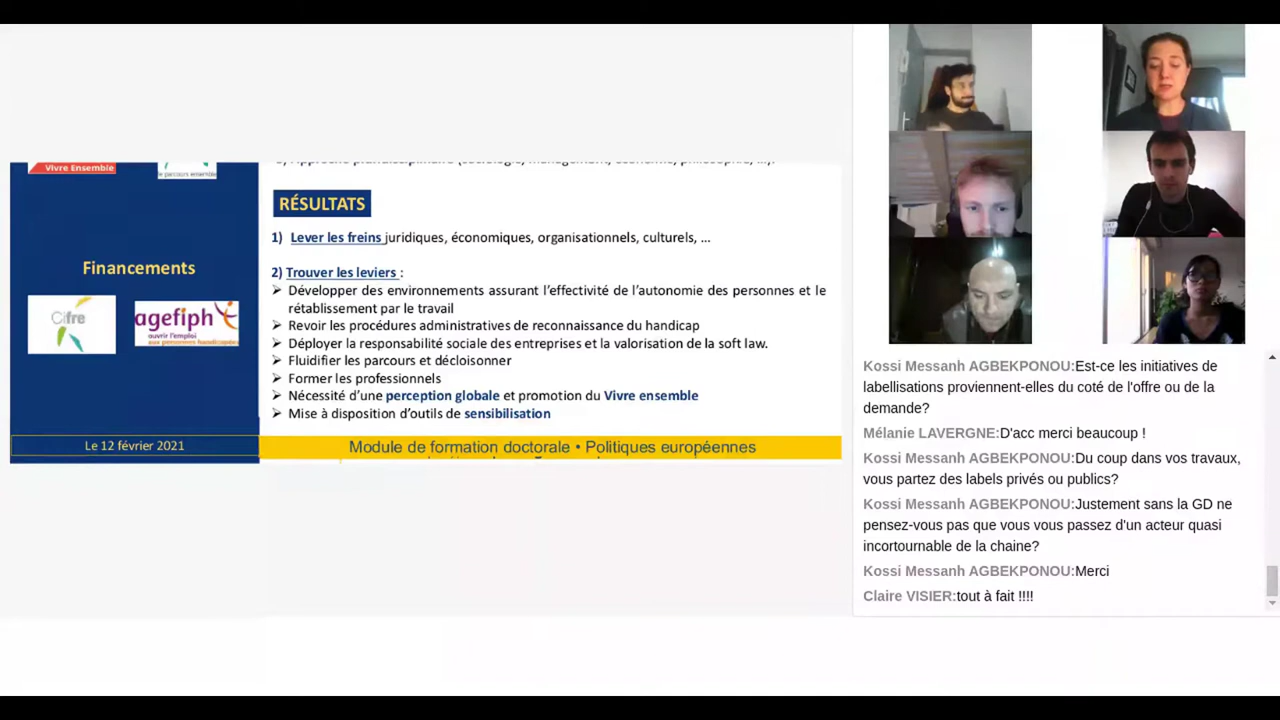 Vivre Ensemble
le parcours ensemble
Financements
Cifre
agefiph
ouvrir l'emploi
aux personnes handicapées
Le 12 février 2021
RÉSULTATS
1) Lever les freins juridiques, économiques, organisationnels, culturels, ...
2) Trouver les leviers :
➢ Développer des environnements assurant l'effectivité de l'autonomie des personnes et le
rétablissement par le travail
➢ Revoir les procédures administratives de reconnaissance du handicap
➢ Déployer la responsabilité sociale des entreprises et la valorisation de la soft law.
➢ Fluidifier les parcours et décloisonner
➢ Former les professionnels
➢ Nécessité d'une perception globale et promotion du Vivre ensemble
➢ Mise à disposition d'outils de sensibilisation
Module de formation doctorale • Politiques européennes
Kossi Messanh AGBEKPONOU:Est-ce les initiatives de
labellisations proviennent-elles du coté de l'offre ou de la
demande?
Mélanie LAVERGNE:D'acc merci beaucoup !
Kossi Messanh AGBEKPONOU:Du coup dans vos travaux,
vous partez des labels privés ou publics?
Kossi Messanh AGBEKPONOU:Justement sans la GD ne
pensez-vous pas que vous vous passez d'un acteur quasi
incortournable de la chaine?
Kossi Messanh AGBEKPONOU:Merci
Claire VISIER:tout à fait !!!!